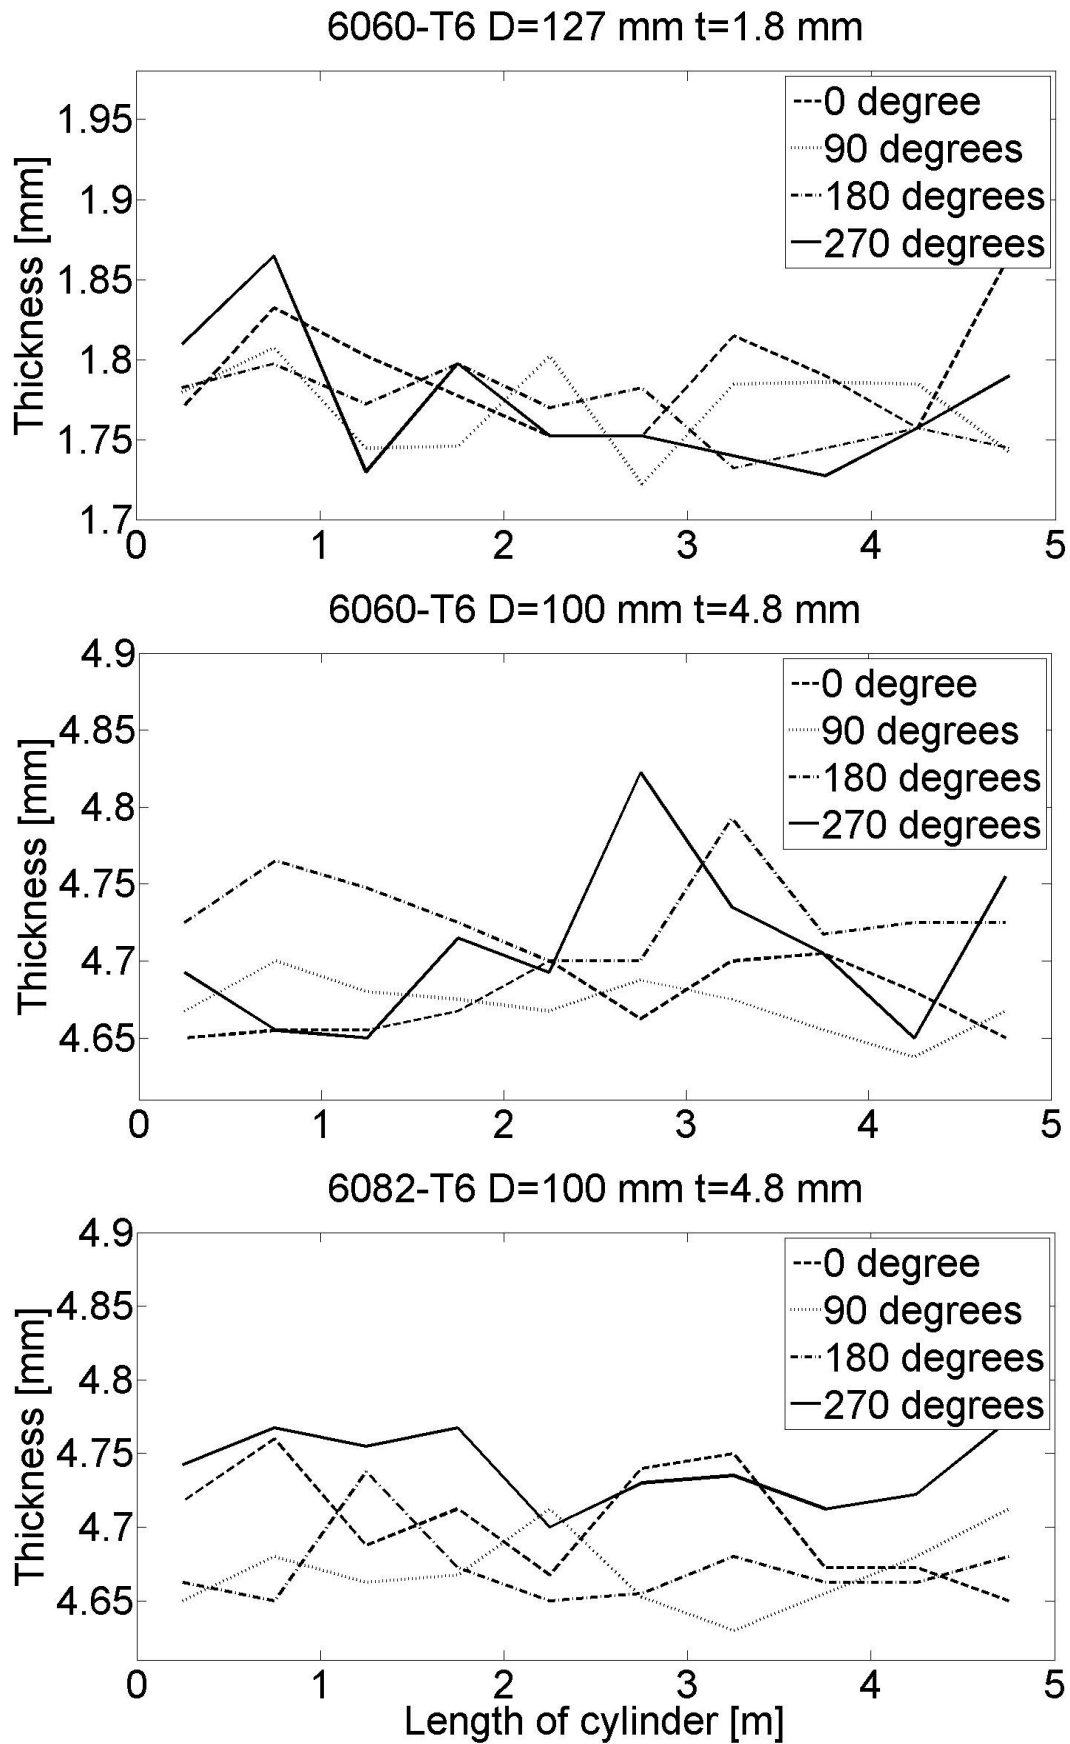 6060-T6 D=127 mm t=1.8 mm
Thickness [mm]
1.95
1.9
1.85
1.8
1.75
1.7
0 degree
90 degrees
180 degrees
270 degrees
0 1 2 3 4 5
6060-T6 D=100 mm t=4.8 mm
Thickness [mm]
4.9
4.85
4.8
4.75
4.7
4.65
0 degree
90 degrees
180 degrees
270 degrees
0 1 2 3 4 5
6082-T6 D=100 mm t=4.8 mm
Thickness [mm]
4.9
4.85
4.8
4.75
4.7
4.65
0 degree
90 degrees
180 degrees
270 degrees
0 1 2 3 4 5
Length of cylinder [m]